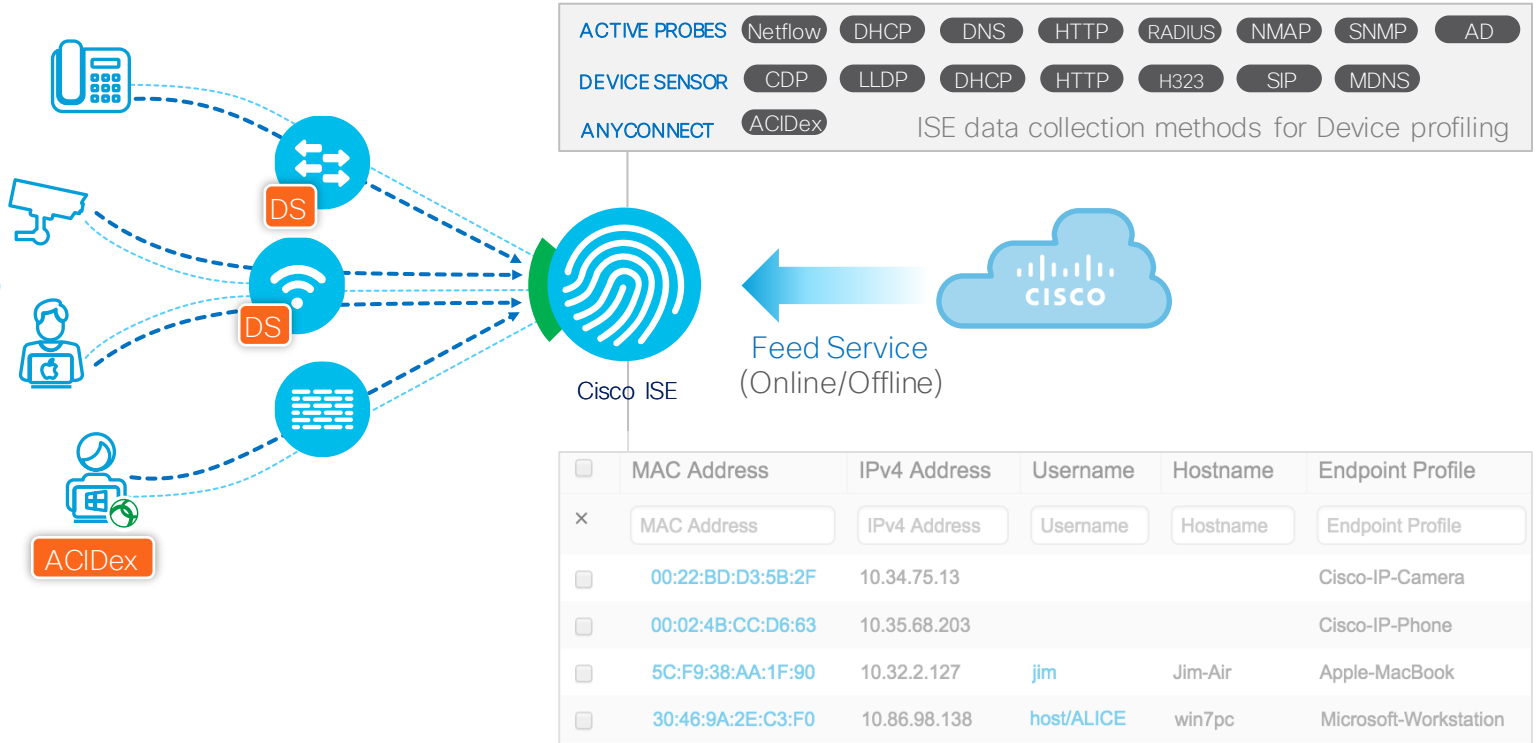 ACTIVE PROBES Netflow DHCP DNS HTTP RADIUS NMAP SNMP AD
DEVICE SENSOR CDP LLDP DHCP HTTP H323 SIP MDNS
ANYCONNECT ACIDex ISE data collection methods for Device profiling
DS
DS
ACIDex
Cisco ISE
CISCO
Feed Service
(Online/Offline)
MAC Address IPv4 Address Username Hostname Endpoint Profile
× MAC Address IPv4 Address Username Hostname Endpoint Profile
00:22:BD:D3:5B:2F 10.34.75.13 Cisco-IP-Camera
00:02:4B:CC:D6:63 10.35.68.203 Cisco-IP-Phone
5C:F9:38:AA:1F:90 10.32.2.127 jim Jim-Air Apple-MacBook
30:46:9A:2E:C3:F0 10.86.98.138 host/ALICE win7pc Microsoft-Workstation